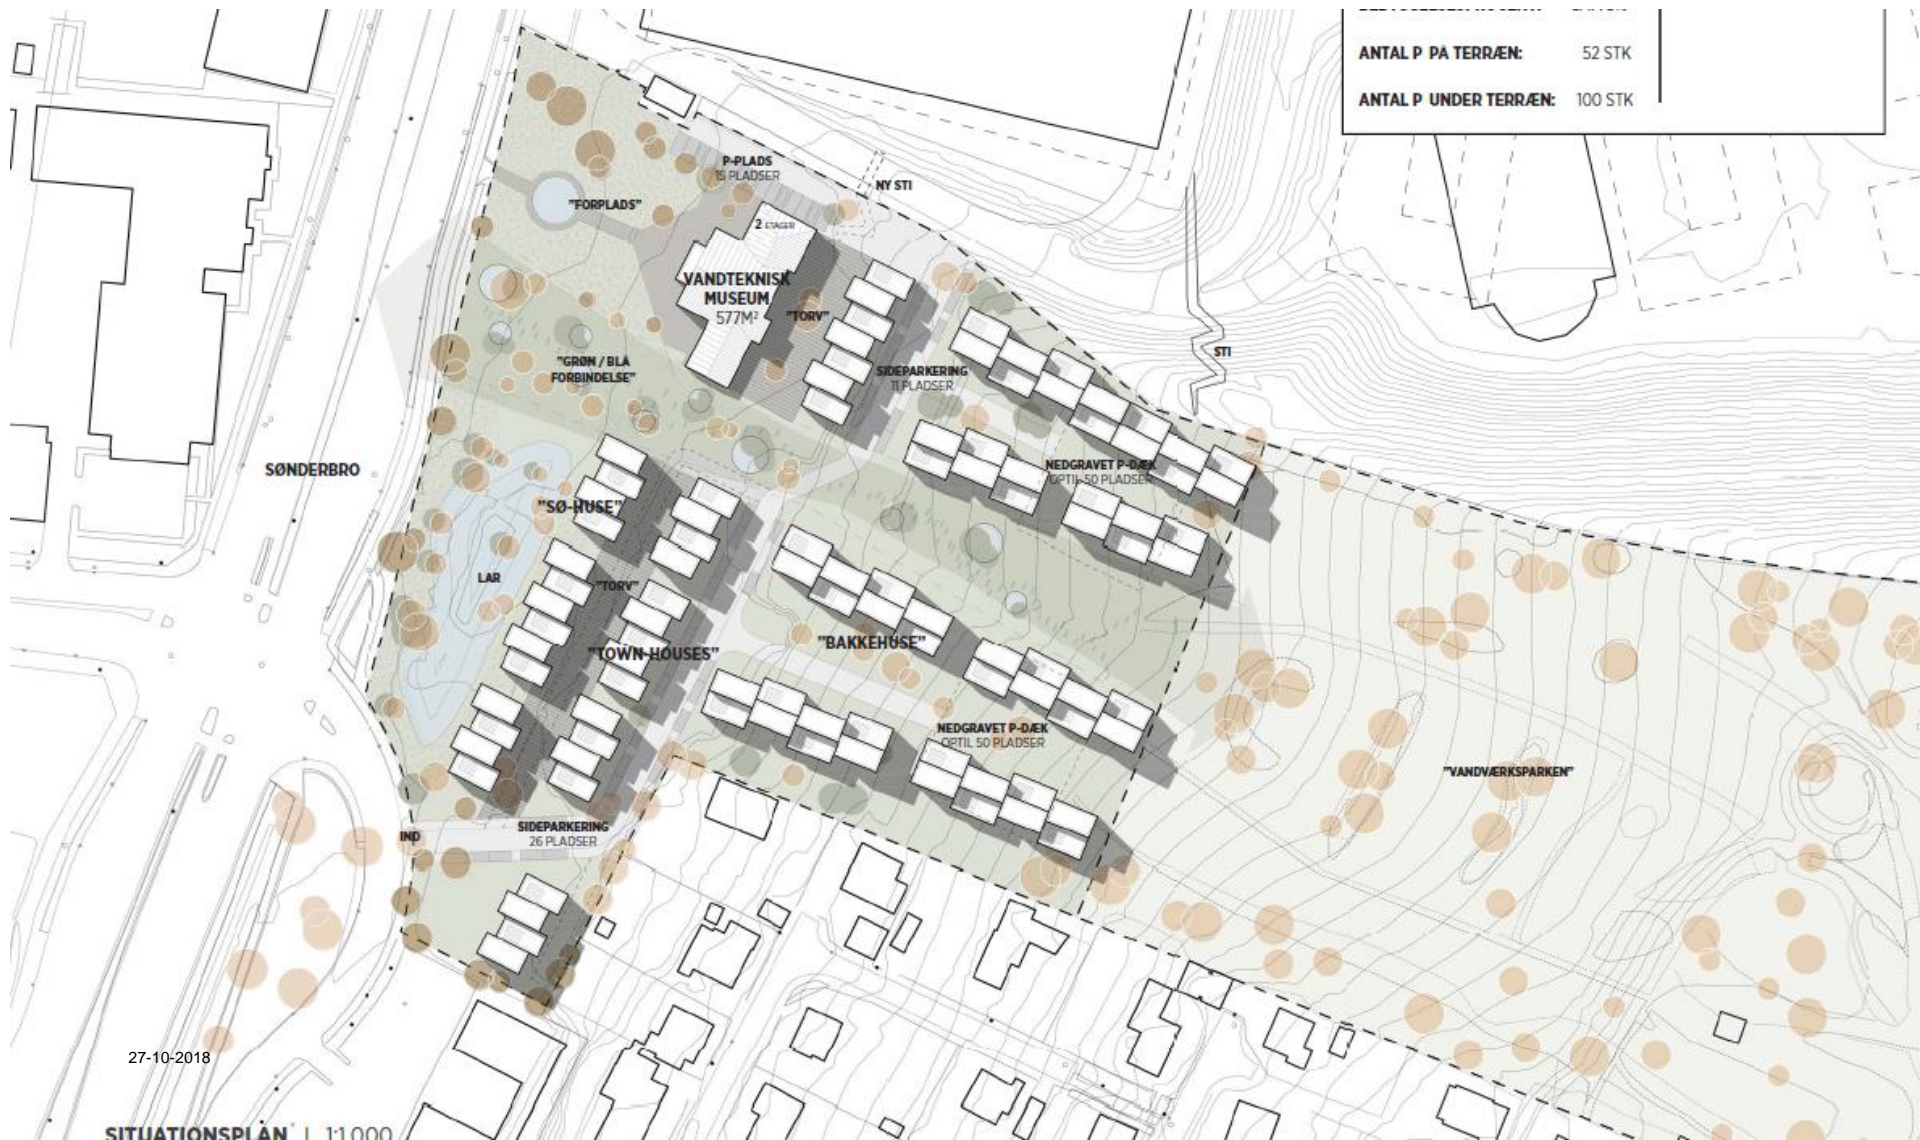 ANTAL P PÅ TERRÆN: 52 STK
ANTAL P UNDER TERRÆN: 100 STK
P-PLADS
15 PLADSER
NY STI
"FORPLADS"
2 ETAGER
VANDTEKNISK
MUSEUM
577M²
"TORV"
STI
"GRØN / BLÅ
FORBINDELSE"
SIDEPARKERING
11 PLADSER
SØNDERBRO
NEDGRAVET P-DÆK
OPTIL 50 PLADSER
"SØ-HUSE"
LAR
"TORV"
"TOWN-HOUSES"
"BAKKEHUSE"
NEDGRAVET P-DÆK
OPTIL 50 PLADSER
"VANDVÆRKSPARKEN"
IND
SIDEPARKERING
26 PLADSER
27-10-2018
SITUATIONSPLAN | 1:1.000